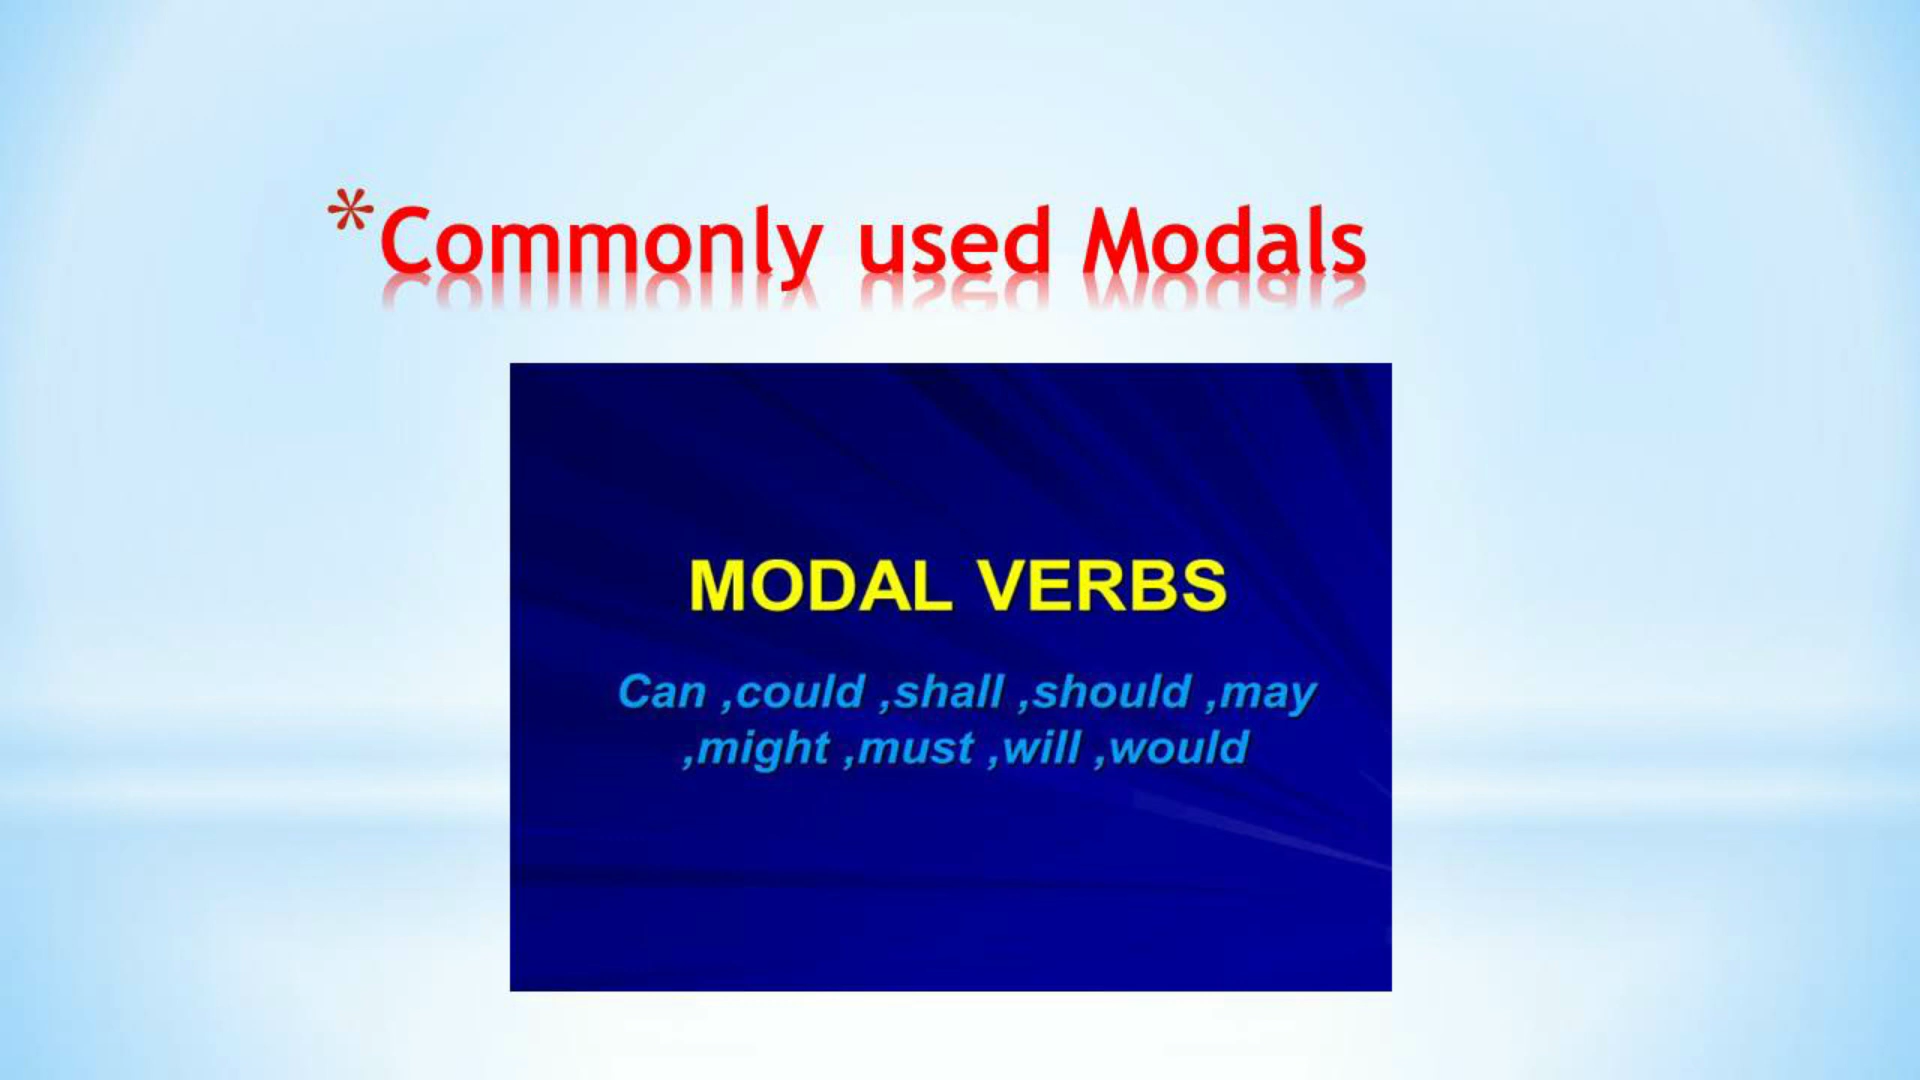 *Commonly used Modals
MODAL VERBS
Can ,could ,shall ,should ,may
,might ,must ,will ,would